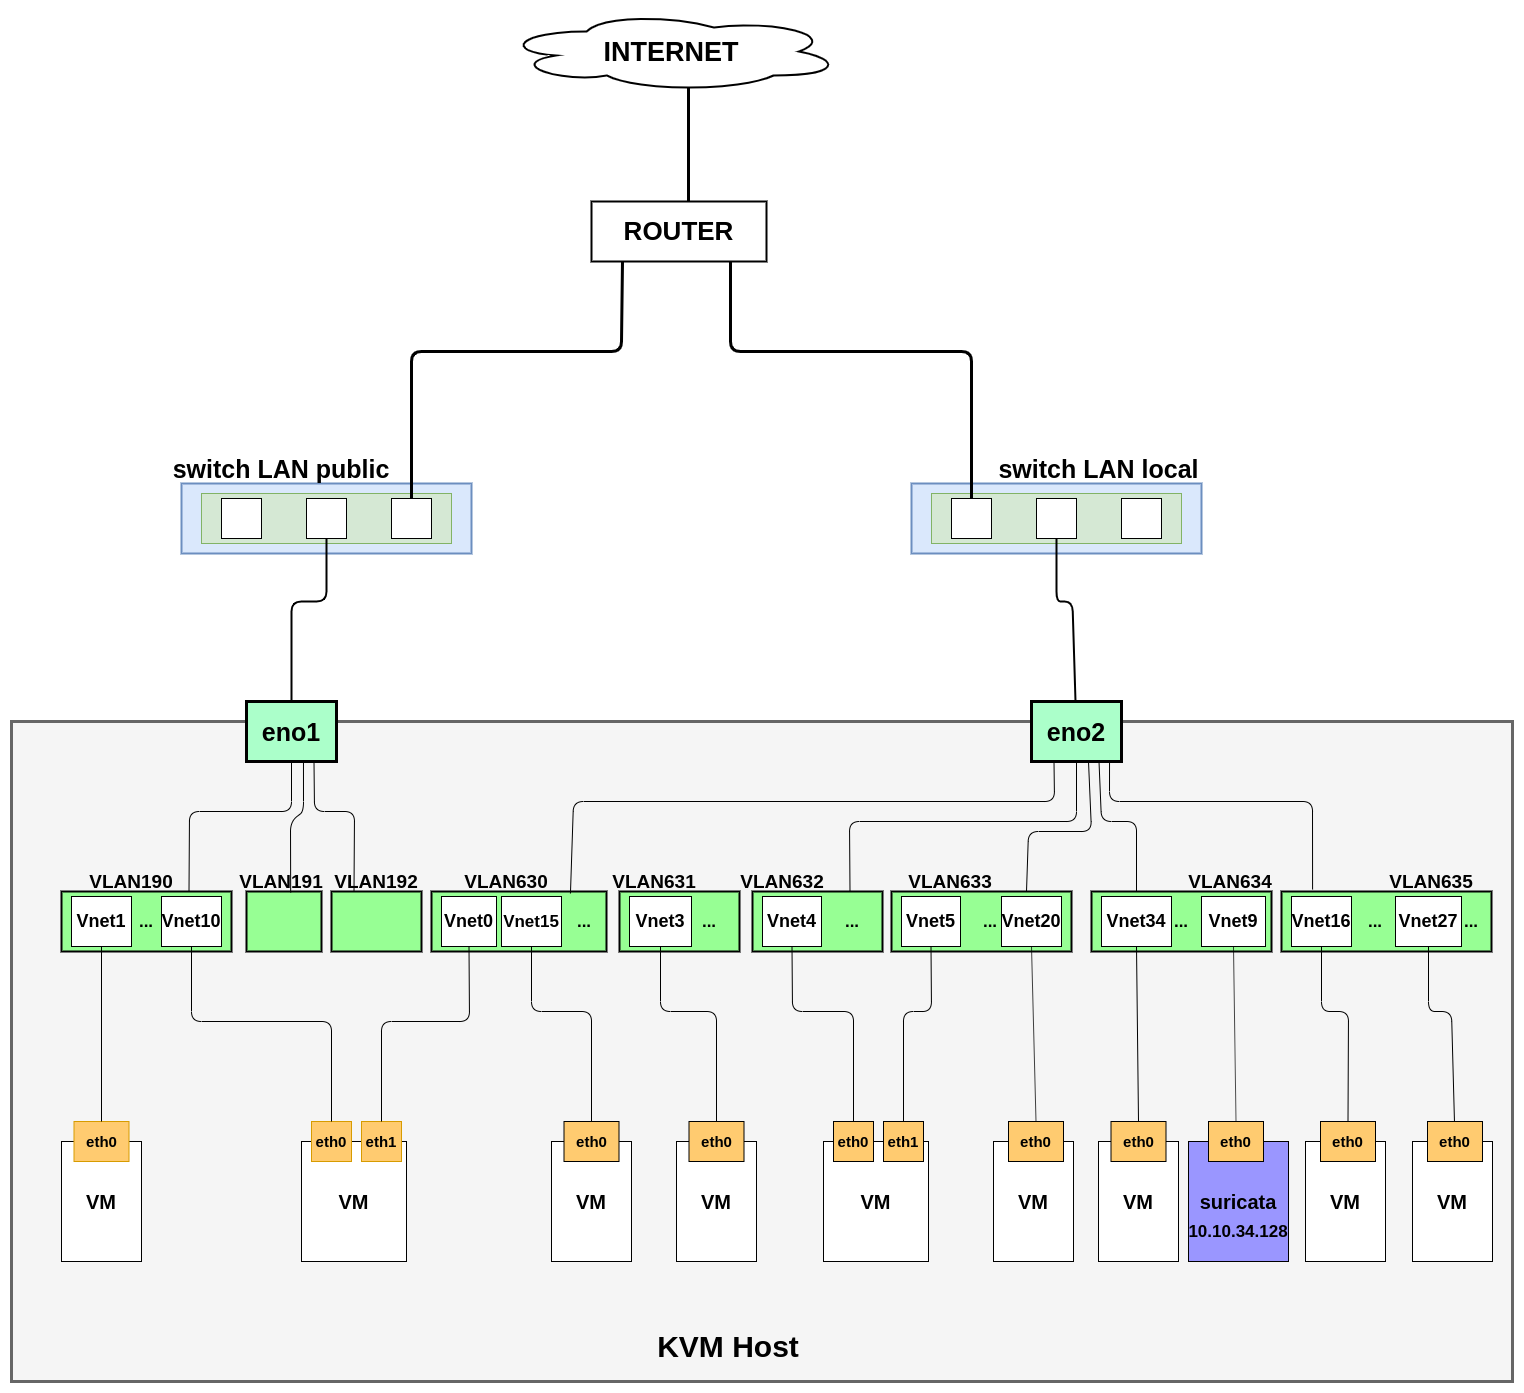 INTERNET
ROUTER
switch LAN public
switch LAN local
eno1
eno2
VLAN190
VLAN191
VLAN192
VLAN630
VLAN631
VLAN632
VLAN633
VLAN634
VLAN635
Vnet1
...
Vnet10
Vnet0
Vnet15
...
Vnet3
...
Vnet4
...
Vnet5
...
Vnet20
Vnet34
...
Vnet9
Vnet16
...
Vnet27
...
eth0
eth0
eth1
eth0
eth0
eth0
eth1
eth0
eth0
eth0
eth0
eth0
VM
VM
VM
VM
VM
VM
VM
suricata
10.10.34.128
VM
VM
KVM Host